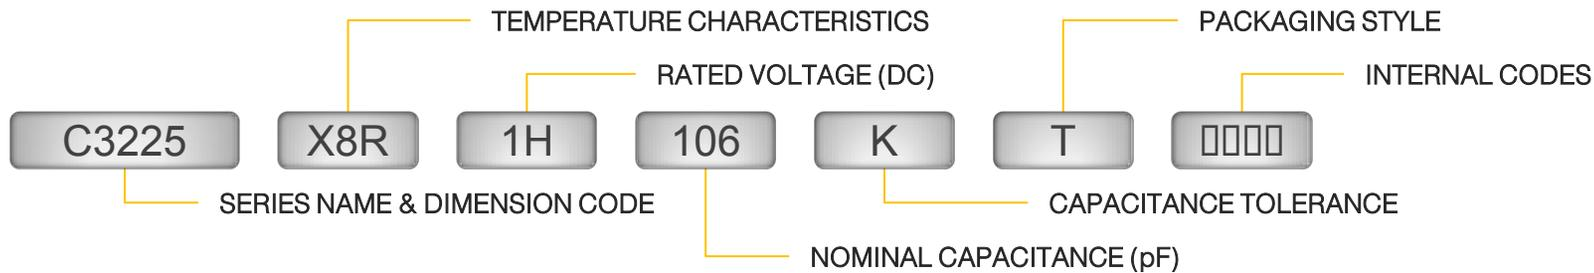 TEMPERATURE CHARACTERISTICS
PACKAGING STYLE
RATED VOLTAGE (DC)
INTERNAL CODES
C3225 X8R 1H 106 K T □□□□
SERIES NAME & DIMENSION CODE
CAPACITANCE TOLERANCE
NOMINAL CAPACITANCE (pF)